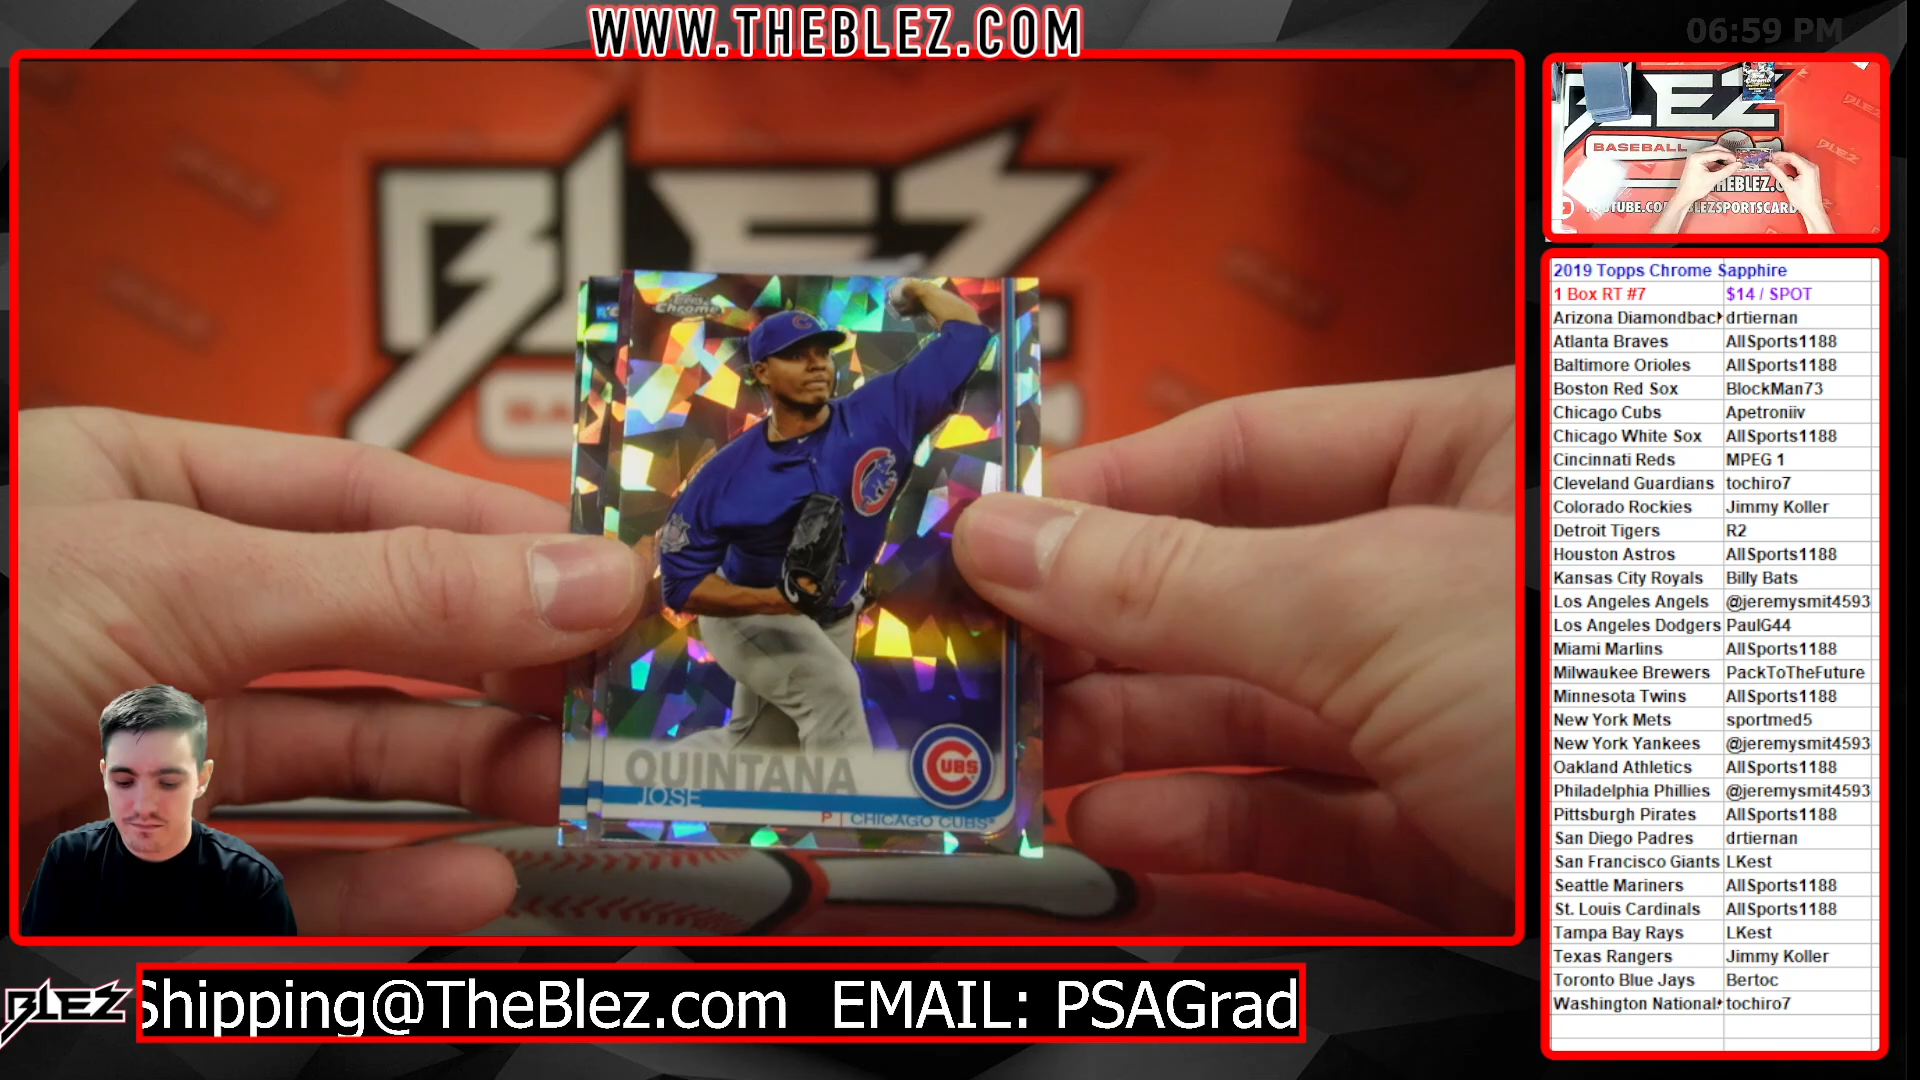 WWW.THEBLEZ.COM
06:59 PM
BLEZ
Topps
Chrome
QUINTANA
JOSE
P | CHICAGO CUBS
CUBS
BLEZ
BASEBALL
BLEZ
THEBLEZ.C
2019 Topps Chrome Sapphire
1 Box RT #7 $14 / SPOT
Arizona Diamondback drtiernan
Atlanta Braves AllSports1188
Baltimore Orioles AllSports1188
Boston Red Sox BlockMan73
Chicago Cubs Apetroniiv
Chicago White Sox AllSports1188
Cincinnati Reds MPEG 1
Cleveland Guardians tochiro7
Colorado Rockies Jimmy Koller
Detroit Tigers R2
Houston Astros AllSports1188
Kansas City Royals Billy Bats
Los Angeles Angels @jeremysmit4593
Los Angeles Dodgers PaulG44
Miami Marlins AllSports1188
Milwaukee Brewers PackToTheFuture
Minnesota Twins AllSports1188
New York Mets sportmed5
New York Yankees @jeremysmit4593
Oakland Athletics AllSports1188
Philadelphia Phillies @jeremysmit4593
Pittsburgh Pirates AllSports1188
San Diego Padres drtiernan
San Francisco Giants LKest
Seattle Mariners AllSports1188
St. Louis Cardinals AllSports1188
Tampa Bay Rays LKest
Texas Rangers Jimmy Koller
Toronto Blue Jays Bertoc
Washington National tochiro7
BLEZ
Shipping@TheBlez.com EMAIL: PSAGrad